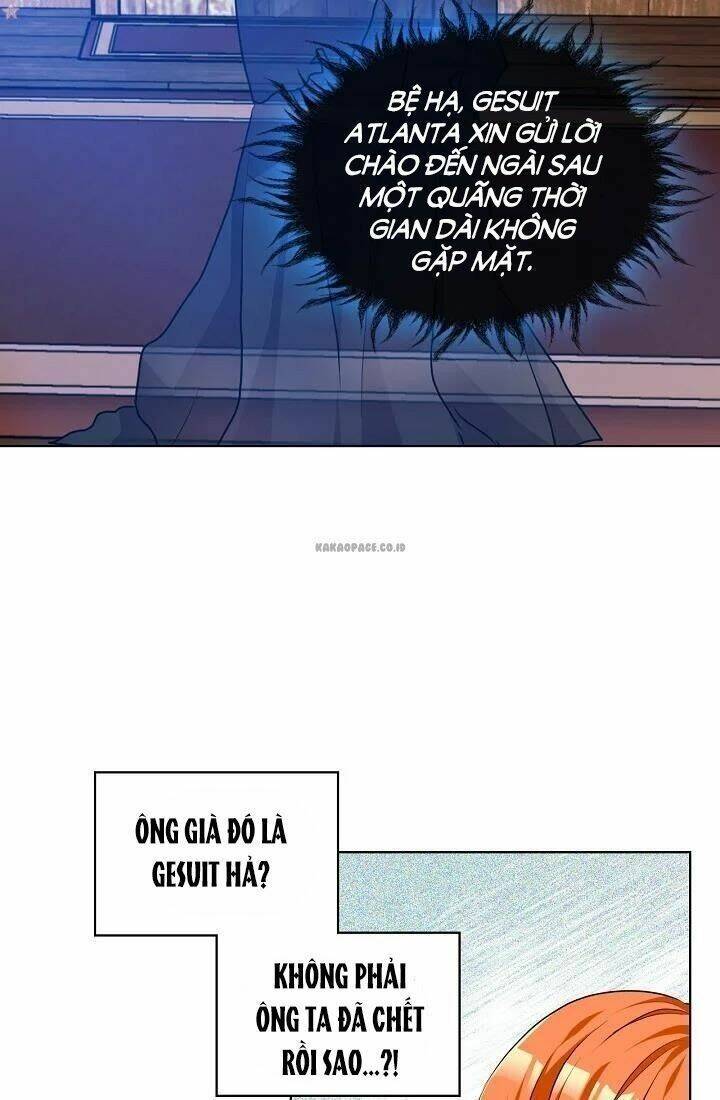 BỆ HẠ, GESUIT
ATLANTA XIN GỬI LỜI
CHÀO ĐẾN NGÀI SAU
MỘT QUÃNG THỜI
GIAN DÀI KHÔNG
GẶP MẶT.
KAKAOPAGE.CO.ID
ÔNG GIÀ ĐÓ LÀ
GESUIT HẢ?
KHÔNG PHẢI
ÔNG TA ĐÃ CHẾT
RỒI SAO...?!